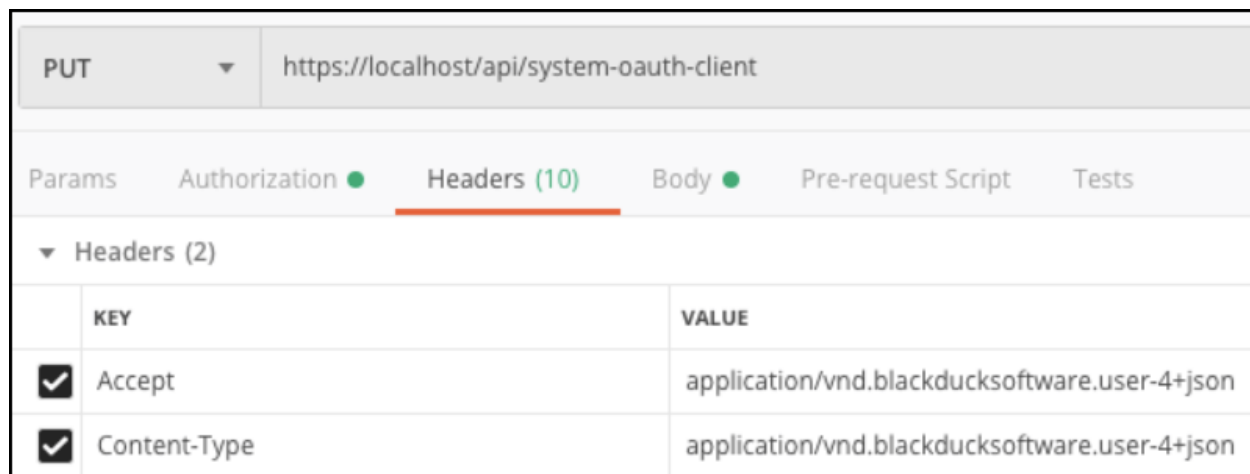 PUT https://localhost/api/system-oauth-client
Params Authorization Headers (10) Body Pre-request Script Tests
Headers (2)
KEY VALUE
Accept application/vnd.blackducksoftware.user-4+json
Content-Type application/vnd.blackducksoftware.user-4+json